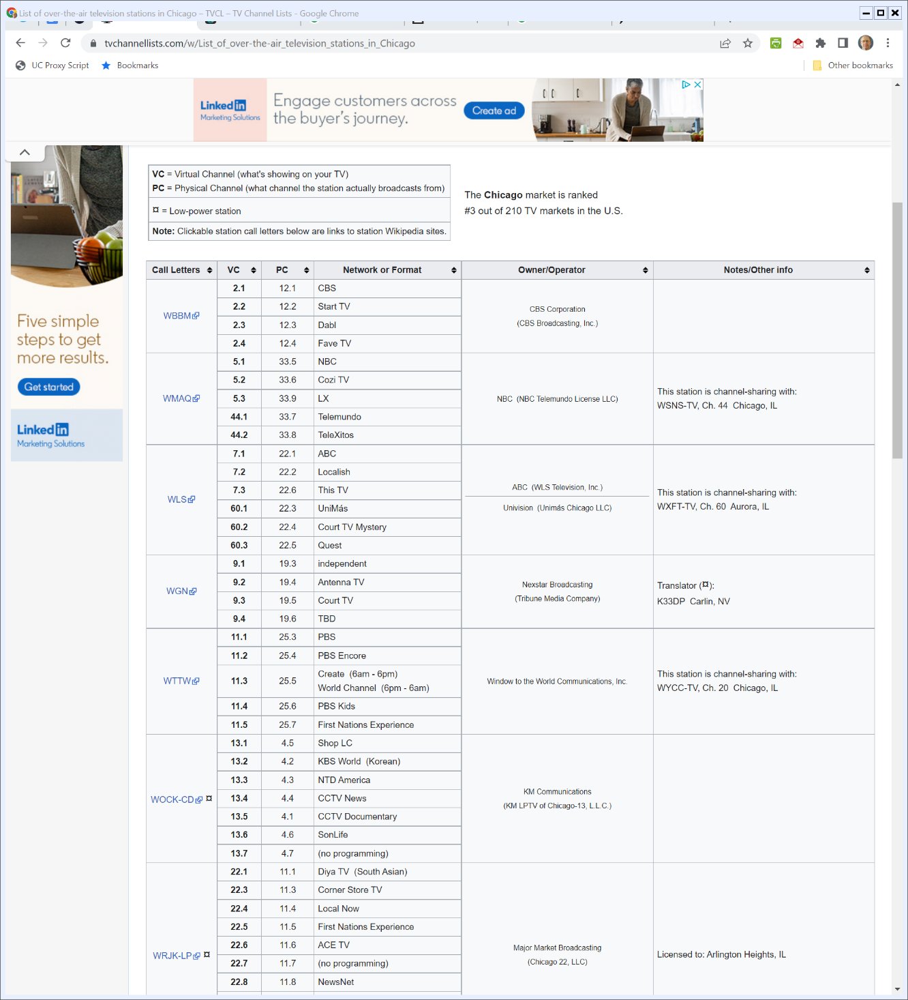 List of over-the-air television stations in Chicago – TVCL – TV Channel Lists - Google Chrome
tvchannellists.com/w/List_of_over-the-air_television_stations_in_Chicago
UC Proxy Script Bookmarks Other bookmarks
Linked in
Marketing Solutions
Engage customers across
the buyer's journey.
Create ad
VC = Virtual Channel (what's showing on your TV)
PC = Physical Channel (what channel the station actually broadcasts from)
¤ = Low-power station
Note: Clickable station call letters below are links to station Wikipedia sites.
The Chicago market is ranked
#3 out of 210 TV markets in the U.S.
Five simple
steps to get
more results.
Get started
Linked in
Marketing Solutions
Call Letters VC PC Network or Format Owner/Operator Notes/Other info
WBBM
2.1 12.1 CBS
2.2 12.2 Start TV
2.3 12.3 Dabl
2.4 12.4 Fave TV
CBS Corporation
(CBS Broadcasting, Inc.)
WMAQ
5.1 33.5 NBC
5.2 33.6 Cozi TV
5.3 33.9 LX
44.1 33.7 Telemundo
44.2 33.8 TeleXitos
NBC (NBC Telemundo License LLC)
This station is channel-sharing with:
WSNS-TV, Ch. 44 Chicago, IL
WLS
7.1 22.1 ABC
7.2 22.2 Localish
7.3 22.6 This TV
60.1 22.3 UniMás
60.2 22.4 Court TV Mystery
60.3 22.5 Quest
ABC (WLS Television, Inc.)
Univision (Unimás Chicago LLC)
This station is channel-sharing with:
WXFT-TV, Ch. 60 Aurora, IL
WGN
9.1 19.3 independent
9.2 19.4 Antenna TV
9.3 19.5 Court TV
9.4 19.6 TBD
Nexstar Broadcasting
(Tribune Media Company)
Translator (¤):
K33DP Carlin, NV
WTTW
11.1 25.3 PBS
11.2 25.4 PBS Encore
11.3 25.5 Create (6am - 6pm)
World Channel (6pm - 6am)
11.4 25.6 PBS Kids
11.5 25.7 First Nations Experience
Window to the World Communications, Inc.
This station is channel-sharing with:
WYCC-TV, Ch. 20 Chicago, IL
WOCK-CD ¤
13.1 4.5 Shop LC
13.2 4.2 KBS World (Korean)
13.3 4.3 NTD America
13.4 4.4 CCTV News
13.5 4.1 CCTV Documentary
13.6 4.6 SonLife
13.7 4.7 (no programming)
KM Communications
(KM LPTV of Chicago-13, L.L.C.)
WRJK-LP ¤
22.1 11.1 Diya TV (South Asian)
22.3 11.3 Corner Store TV
22.4 11.4 Local Now
22.5 11.5 First Nations Experience
22.6 11.6 ACE TV
22.7 11.7 (no programming)
22.8 11.8 NewsNet
Major Market Broadcasting
(Chicago 22, LLC)
Licensed to: Arlington Heights, IL